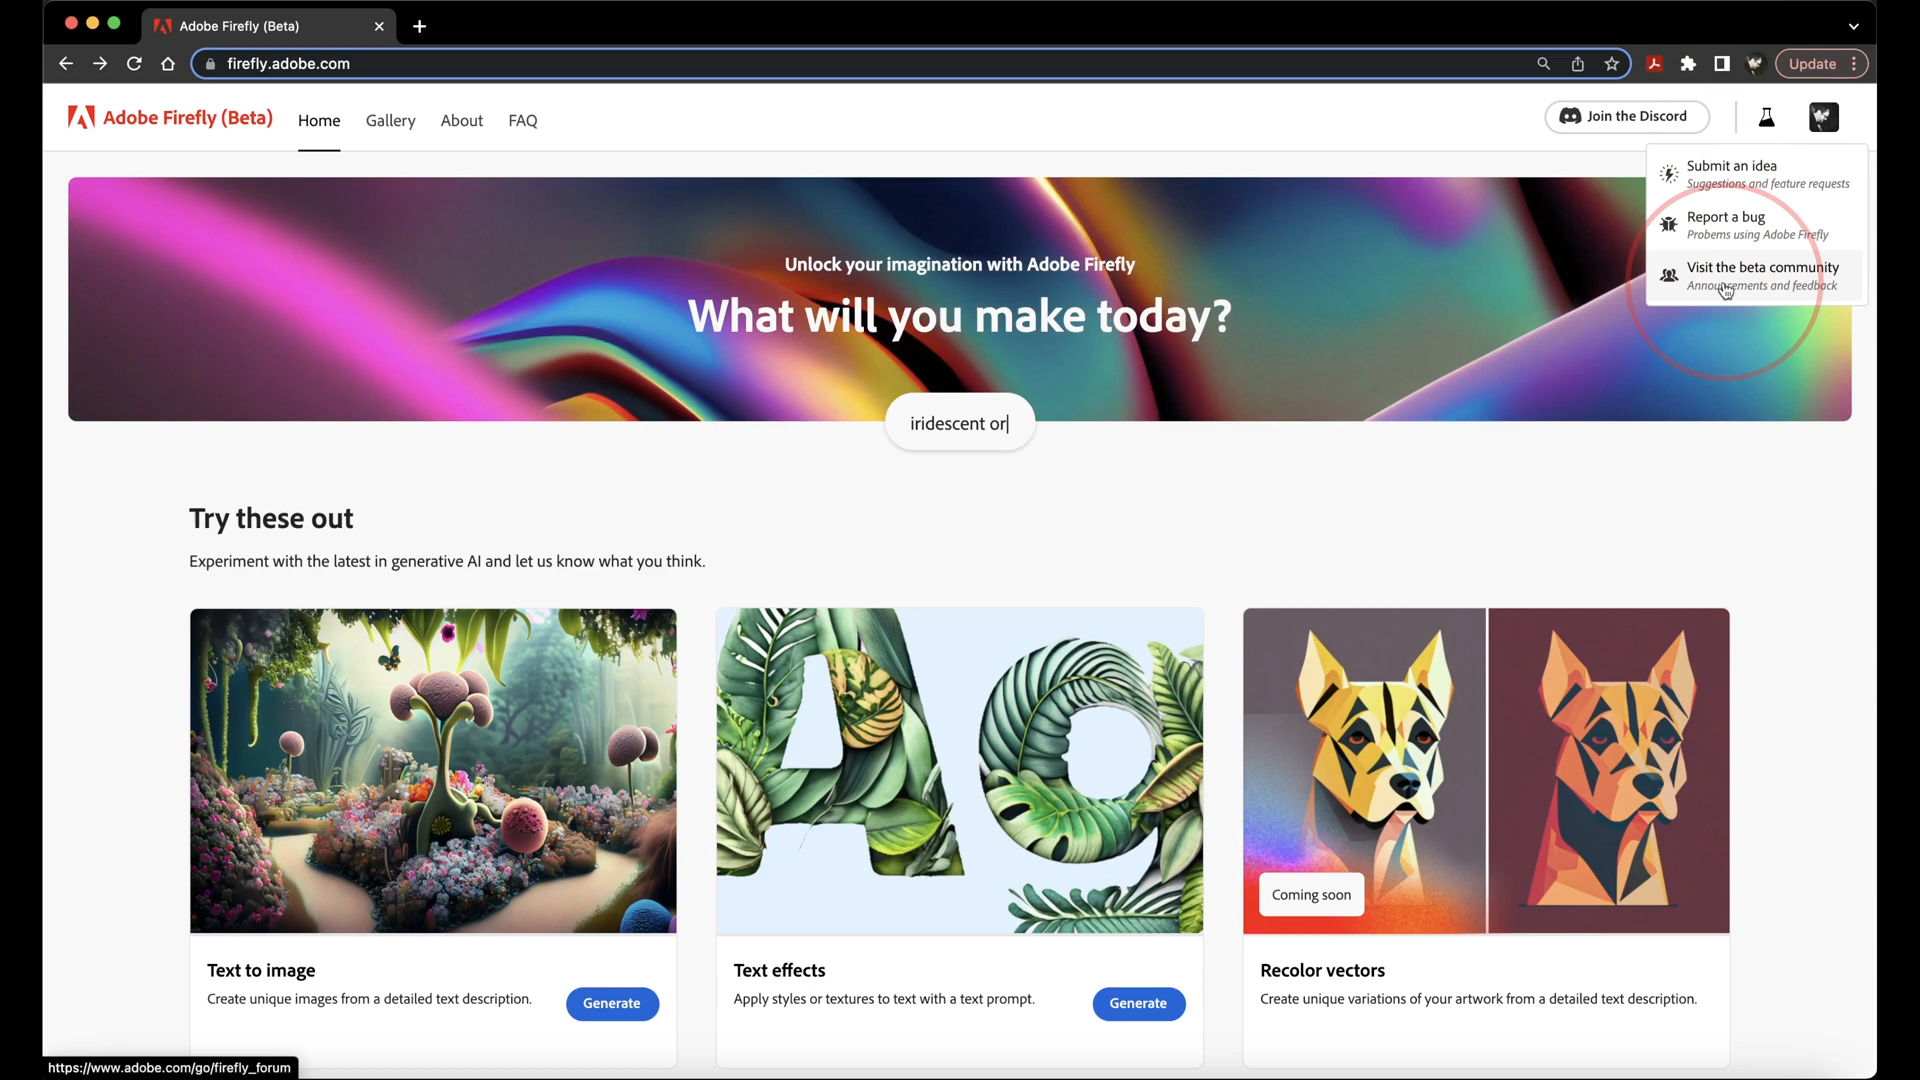 Adobe Firefly (Beta)
firefly.adobe.com
Update
Adobe Firefly (Beta)
Home
Gallery
About
FAQ
Join the Discord
Submit an idea
Suggestions and feature requests
Report a bug
Probems using Adobe Firefly
Visit the beta community
Announcements and feedback
Unlock your imagination with Adobe Firefly
What will you make today?
iridescent or
Try these out
Experiment with the latest in generative AI and let us know what you think.
Ag
Coming soon
Text to image
Create unique images from a detailed text description.
Generate
Text effects
Apply styles or textures to text with a text prompt.
Generate
Recolor vectors
Create unique variations of your artwork from a detailed text description.
https://www.adobe.com/go/firefly_forum